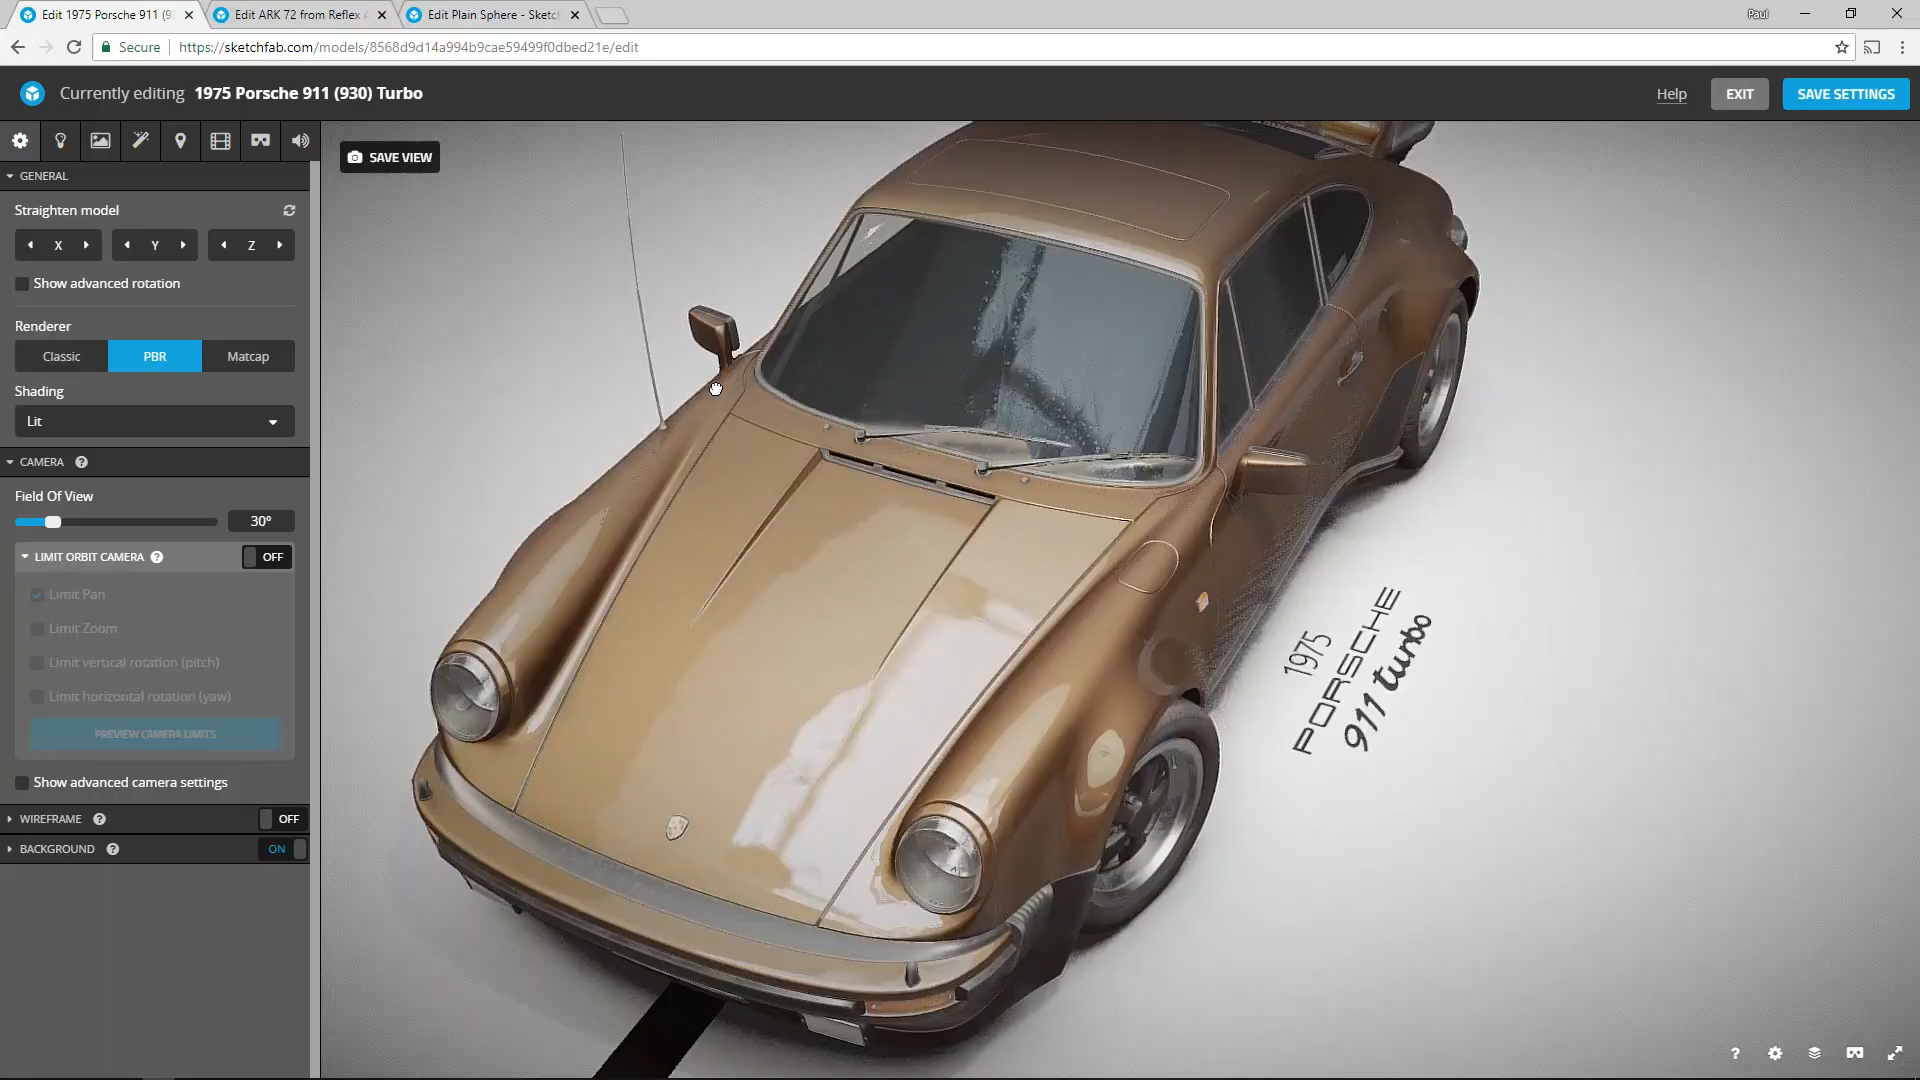 Edit 1975 Porsche 911 (93
Edit ARK 72 from Reflex A
Edit Plain Sphere - Sketch
Paul
Secure
https://sketchfab.com/models/8568d9d14a994b9cae59499f0dbed21e/edit
Currently editing 1975 Porsche 911 (930) Turbo
Help
EXIT
SAVE SETTINGS
SAVE VIEW
GENERAL
Straighten model
X
Y
Z
Show advanced rotation
Renderer
Classic
PBR
Matcap
Shading
Lit
CAMERA ?
Field Of View
30°
LIMIT ORBIT CAMERA ?
OFF
Limit Pan
Limit Zoom
Limit vertical rotation (pitch)
Limit horizontal rotation (yaw)
PREVIEW CAMERA LIMITS
Show advanced camera settings
WIREFRAME ?
OFF
BACKGROUND ?
ON
1975
PORSCHE
911 turbo
?